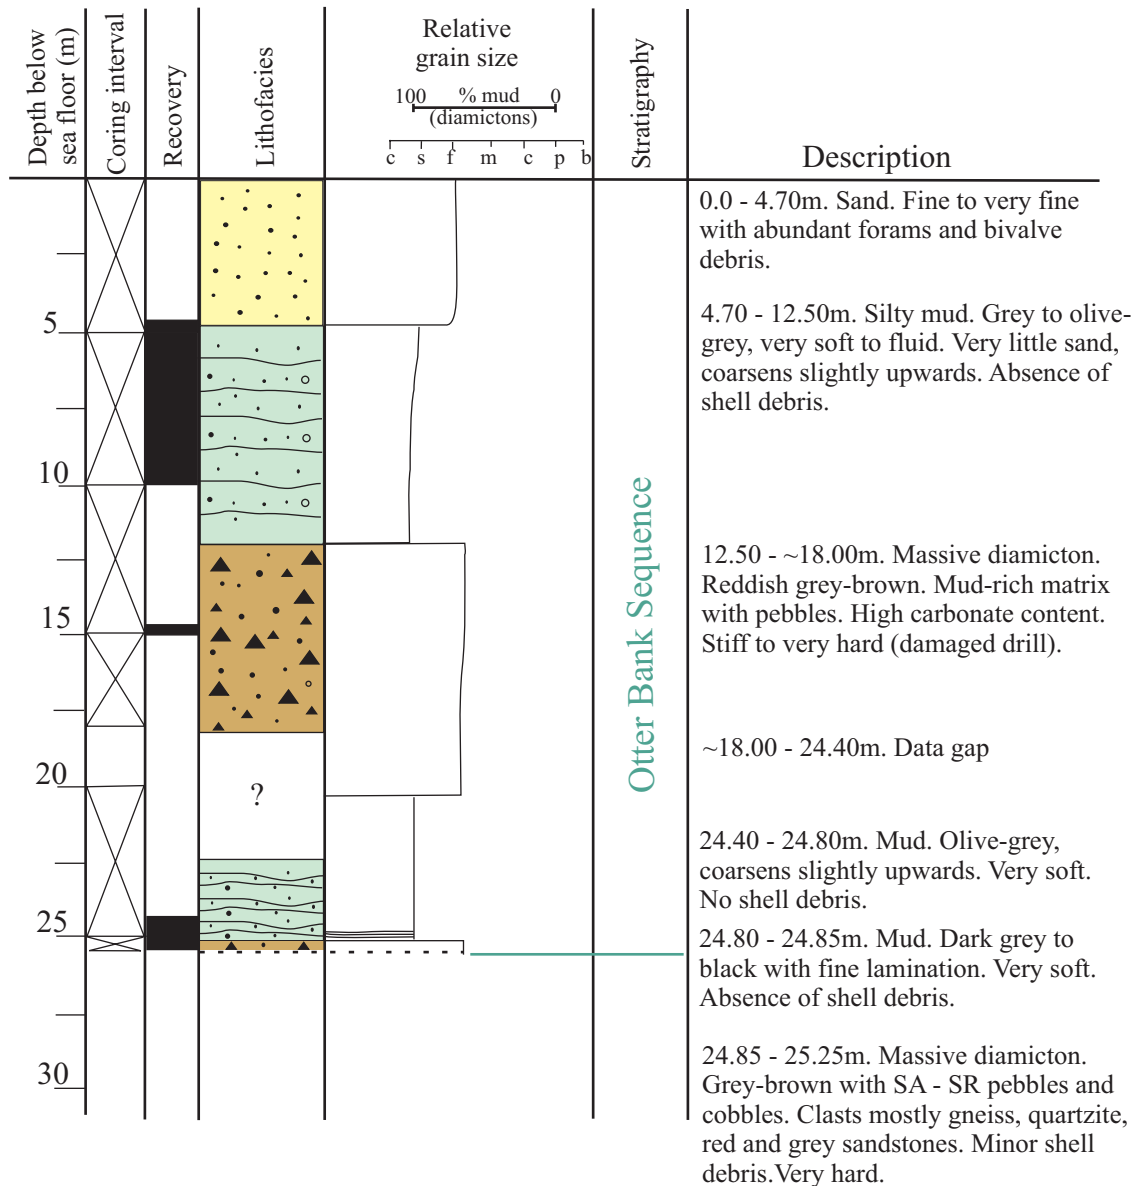 Depth below
sea floor (m)
Coring interval
Recovery
Lithofacies
Relative
grain size
100 % mud 0
(diamictons)
c s f m c p b
Stratigraphy
Description
0.0 - 4.70m. Sand. Fine to very fine
with abundant forams and bivalve
debris.
4.70 - 12.50m. Silty mud. Grey to olive-
grey, very soft to fluid. Very little sand,
coarsens slightly upwards. Absence of
shell debris.
12.50 - ~18.00m. Massive diamicton.
Reddish grey-brown. Mud-rich matrix
with pebbles. High carbonate content.
Stiff to very hard (damaged drill).
~18.00 - 24.40m. Data gap
24.40 - 24.80m. Mud. Olive-grey,
coarsens slightly upwards. Very soft.
No shell debris.
24.80 - 24.85m. Mud. Dark grey to
black with fine lamination. Very soft.
Absence of shell debris.
24.85 - 25.25m. Massive diamicton.
Grey-brown with SA - SR pebbles and
cobbles. Clasts mostly gneiss, quartzite,
red and grey sandstones. Minor shell
debris.Very hard.
5
10
15
20
25
30
?
Otter Bank Sequence